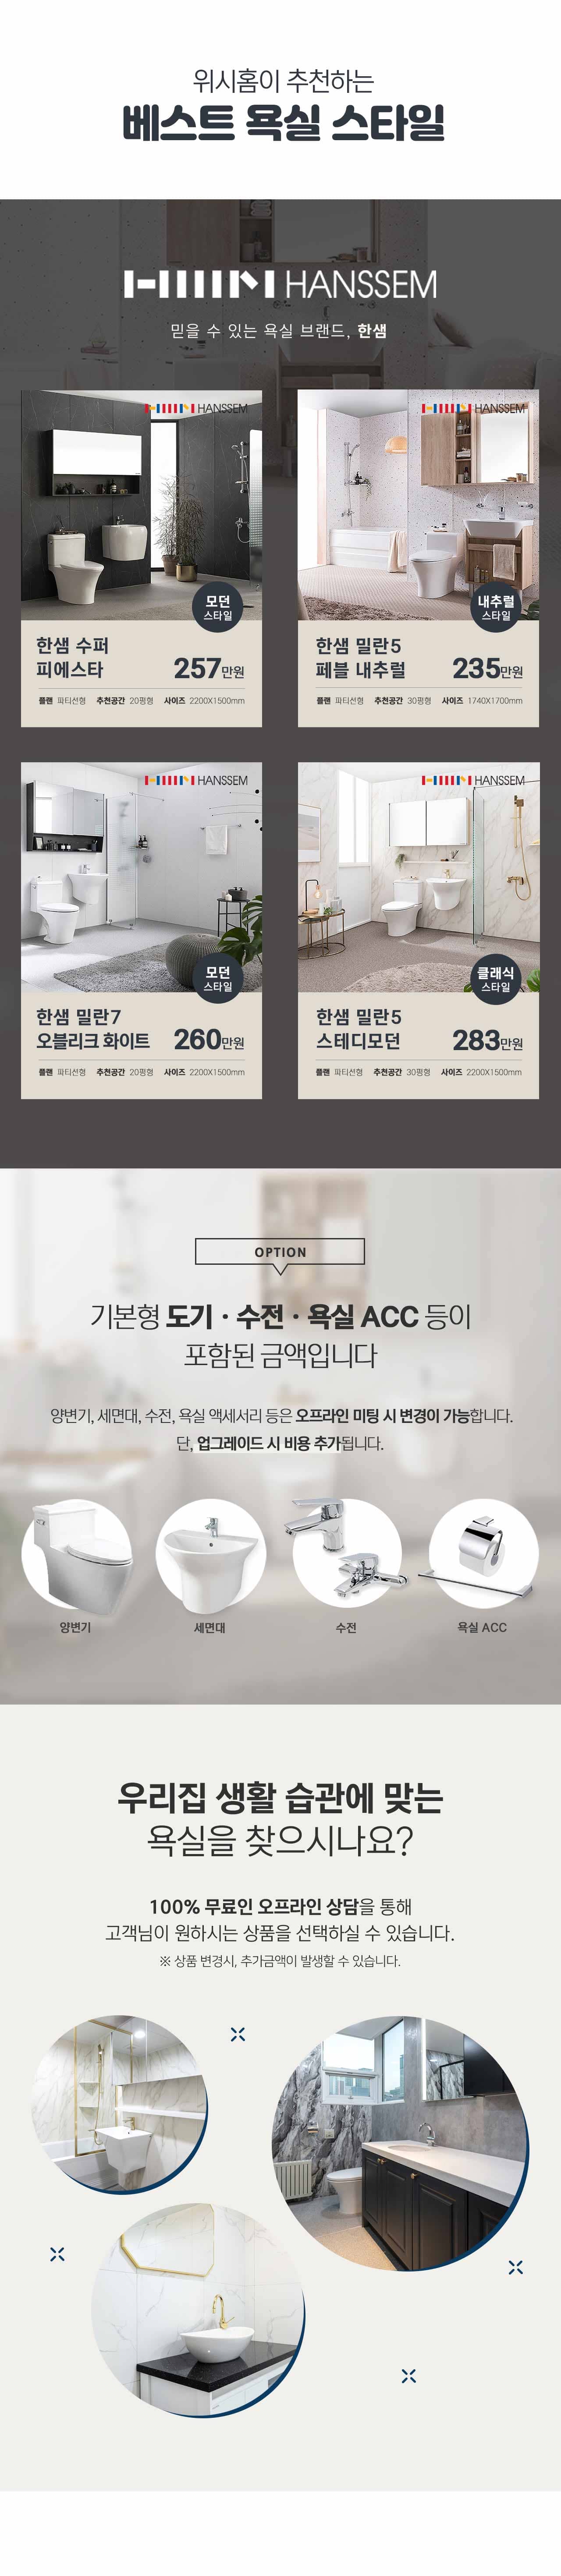 위시홈이 추천하는
베스트 욕실 스타일
HANSSEM
믿을 수 있는 욕실 브랜드, 한샘
HANSSEM
모던
스타일
한샘 수퍼
피에스타
257만원
플랜 파티션형 추천공간 20평형 사이즈 2200X1500mm
HANSSEM
내추럴
스타일
한샘 밀란5
페블 내추럴
235만원
플랜 파티션형 추천공간 30평형 사이즈 1740X1700mm
HANSSEM
모던
스타일
한샘 밀란7
오블리크 화이트
260만원
플랜 파티션형 추천공간 20평형 사이즈 2200X1500mm
HANSSEM
클래식
스타일
한샘 밀란5
스테디모던
283만원
플랜 파티션형 추천공간 30평형 사이즈 2200X1500mm
OPTION
기본형 도기 · 수전 · 욕실 ACC 등이
포함된 금액입니다
양변기, 세면대, 수전, 욕실 액세서리 등은 오프라인 미팅 시 변경이 가능합니다.
단, 업그레이드 시 비용 추가됩니다.
양변기
세면대
수전
욕실 ACC
우리집 생활 습관에 맞는
욕실을 찾으시나요?
100% 무료인 오프라인 상담을 통해
고객님이 원하시는 상품을 선택하실 수 있습니다.
※ 상품 변경시, 추가금액이 발생할 수 있습니다.